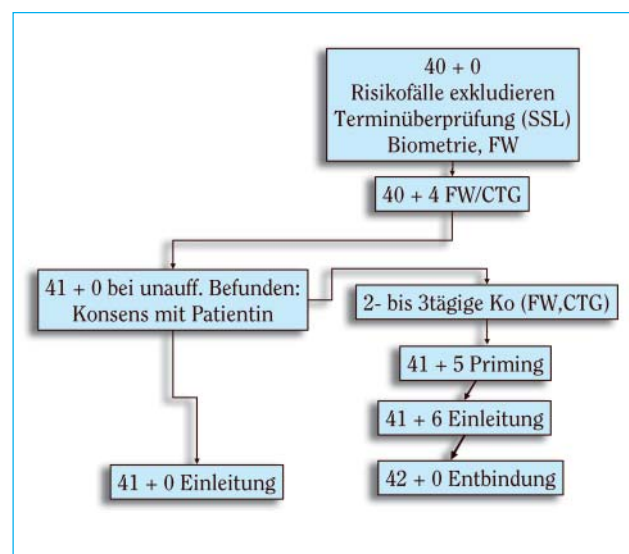 40 + 0
Risikofälle exkludieren
Terminüberprüfung (SSL)
Biometrie, FW
40 + 4 FW/CTG
41 + 0 bei unauff. Befunden:
Konsens mit Patientin
2- bis 3tägige Ko (FW,CTG)
41 + 5 Priming
41 + 6 Einleitung
42 + 0 Entbindung
41 + 0 Einleitung